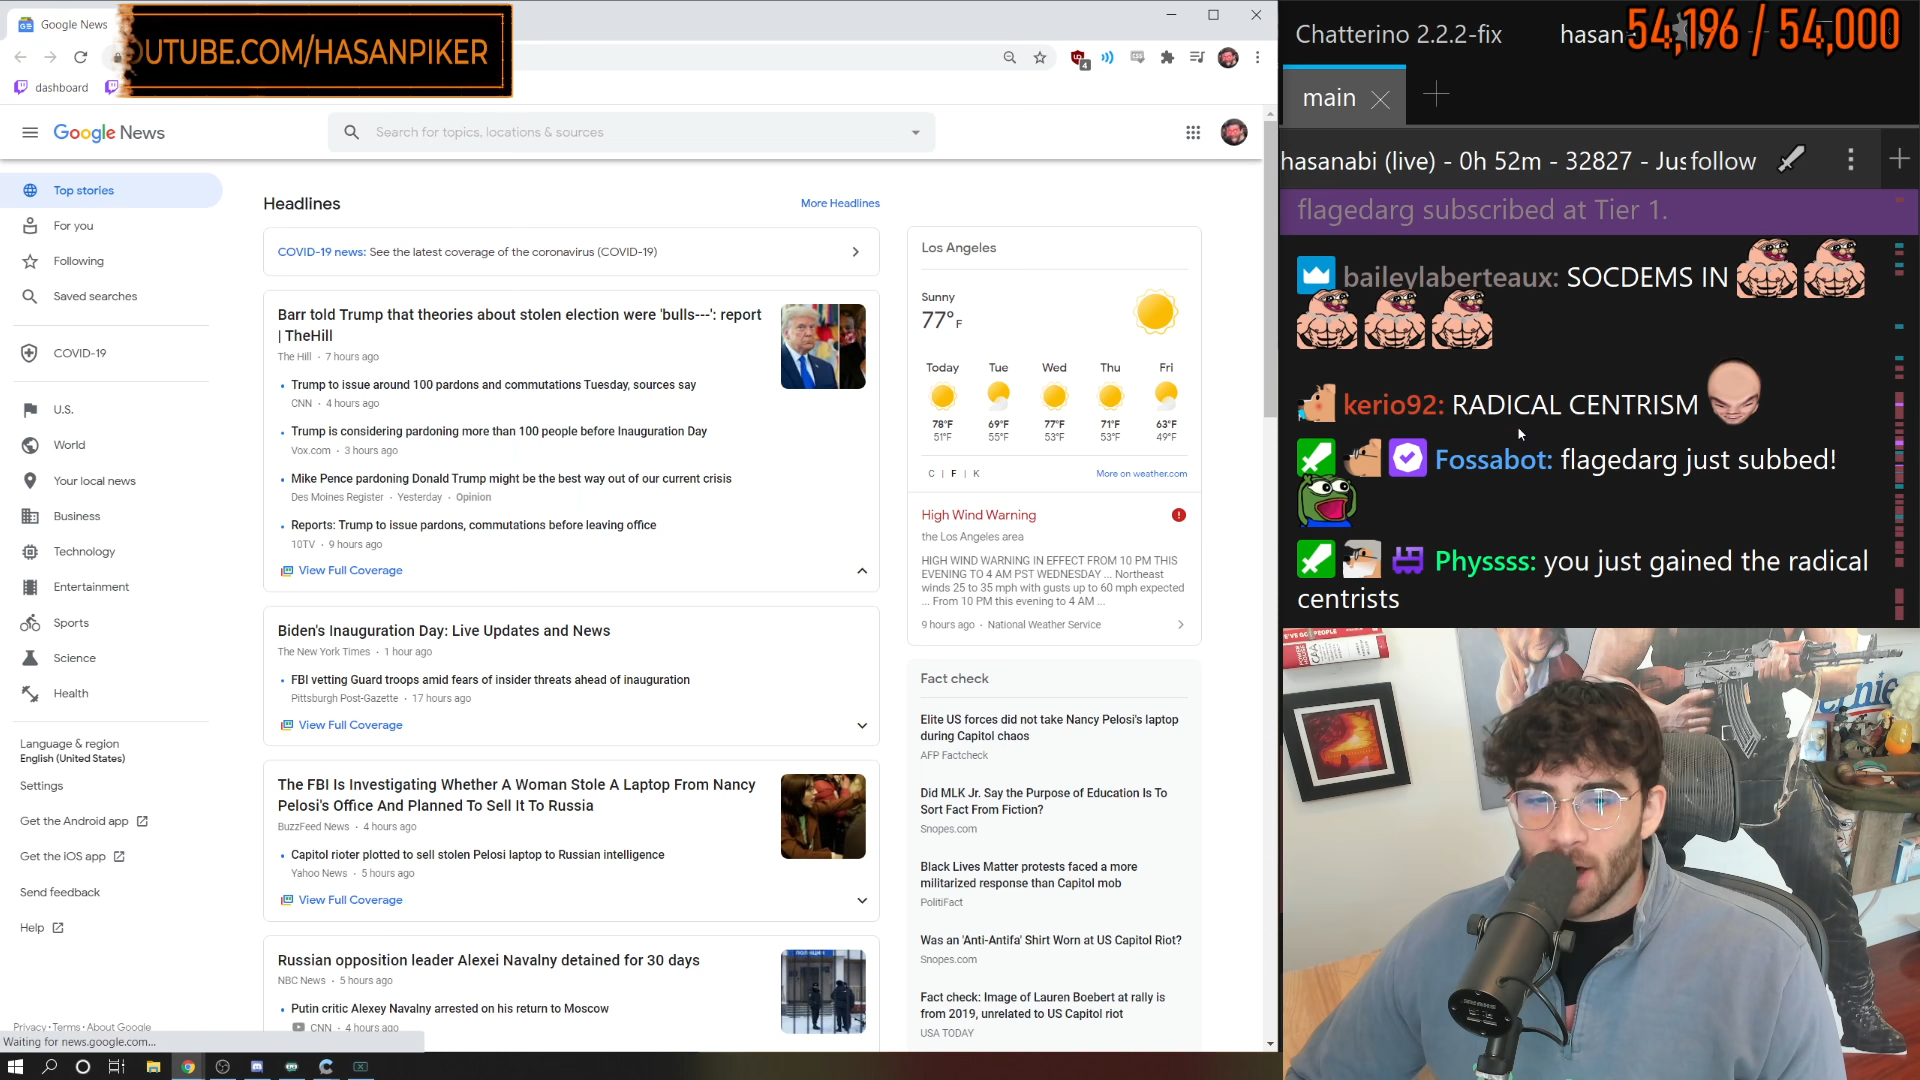 Google News
OUTUBE.COM/HASANPIKER
4
dashboard
Google News
Search for topics, locations & sources
Top stories
For you
Following
Saved searches
COVID-19
U.S.
World
Your local news
Business
Technology
Entertainment
Sports
Science
Health
Language & region
English (United States)
Settings
Get the Android app
Get the iOS app
Send feedback
Help
Privacy · Terms · About Google
Waiting for news.google.com...
Headlines
More Headlines
COVID-19 news: See the latest coverage of the coronavirus (COVID-19)
Barr told Trump that theories about stolen election were 'bulls---': report
| TheHill
The Hill · 7 hours ago
Trump to issue around 100 pardons and commutations Tuesday, sources say
CNN · 4 hours ago
Trump is considering pardoning more than 100 people before Inauguration Day
Vox.com · 3 hours ago
Mike Pence pardoning Donald Trump might be the best way out of our current crisis
Des Moines Register · Yesterday · Opinion
Reports: Trump to issue pardons, commutations before leaving office
10TV · 9 hours ago
View Full Coverage
Biden's Inauguration Day: Live Updates and News
The New York Times · 1 hour ago
FBI vetting Guard troops amid fears of insider threats ahead of inauguration
Pittsburgh Post-Gazette · 17 hours ago
View Full Coverage
The FBI Is Investigating Whether A Woman Stole A Laptop From Nancy
Pelosi's Office And Planned To Sell It To Russia
BuzzFeed News · 4 hours ago
Capitol rioter plotted to sell stolen Pelosi laptop to Russian intelligence
Yahoo News · 5 hours ago
View Full Coverage
Russian opposition leader Alexei Navalny detained for 30 days
NBC News · 5 hours ago
Putin critic Alexey Navalny arrested on his return to Moscow
CNN · 4 hours ago
Los Angeles
Sunny
77° F
Today Tue Wed Thu Fri
78°F 69°F 77°F 71°F 63°F
51°F 55°F 53°F 53°F 49°F
C | F | K
More on weather.com
High Wind Warning
the Los Angeles area
HIGH WIND WARNING IN EFFECT FROM 10 PM THIS
EVENING TO 4 AM PST WEDNESDAY ... Northeast
winds 25 to 35 mph with gusts up to 60 mph expected
... From 10 PM this evening to 4 AM ...
9 hours ago · National Weather Service
Fact check
Elite US forces did not take Nancy Pelosi's laptop
during Capitol chaos
AFP Factcheck
Did MLK Jr. Say the Purpose of Education Is To
Sort Fact From Fiction?
Snopes.com
Black Lives Matter protests faced a more
militarized response than Capitol mob
PolitiFact
Was an 'Anti-Antifa' Shirt Worn at US Capitol Riot?
Snopes.com
Fact check: Image of Lauren Boebert at rally is
from 2019, unrelated to US Capitol riot
USA TODAY
Chatterino 2.2.2-fix
hasan
54,196 / 54,000
main
hasanabi (live) - 0h 52m - 32827 - Jus follow
flagedarg subscribed at Tier 1.
baileylaberteaux: SOCDEMS IN
kerio92: RADICAL CENTRISM
Fossabot: flagedarg just subbed!
Physsss: you just gained the radical
centrists